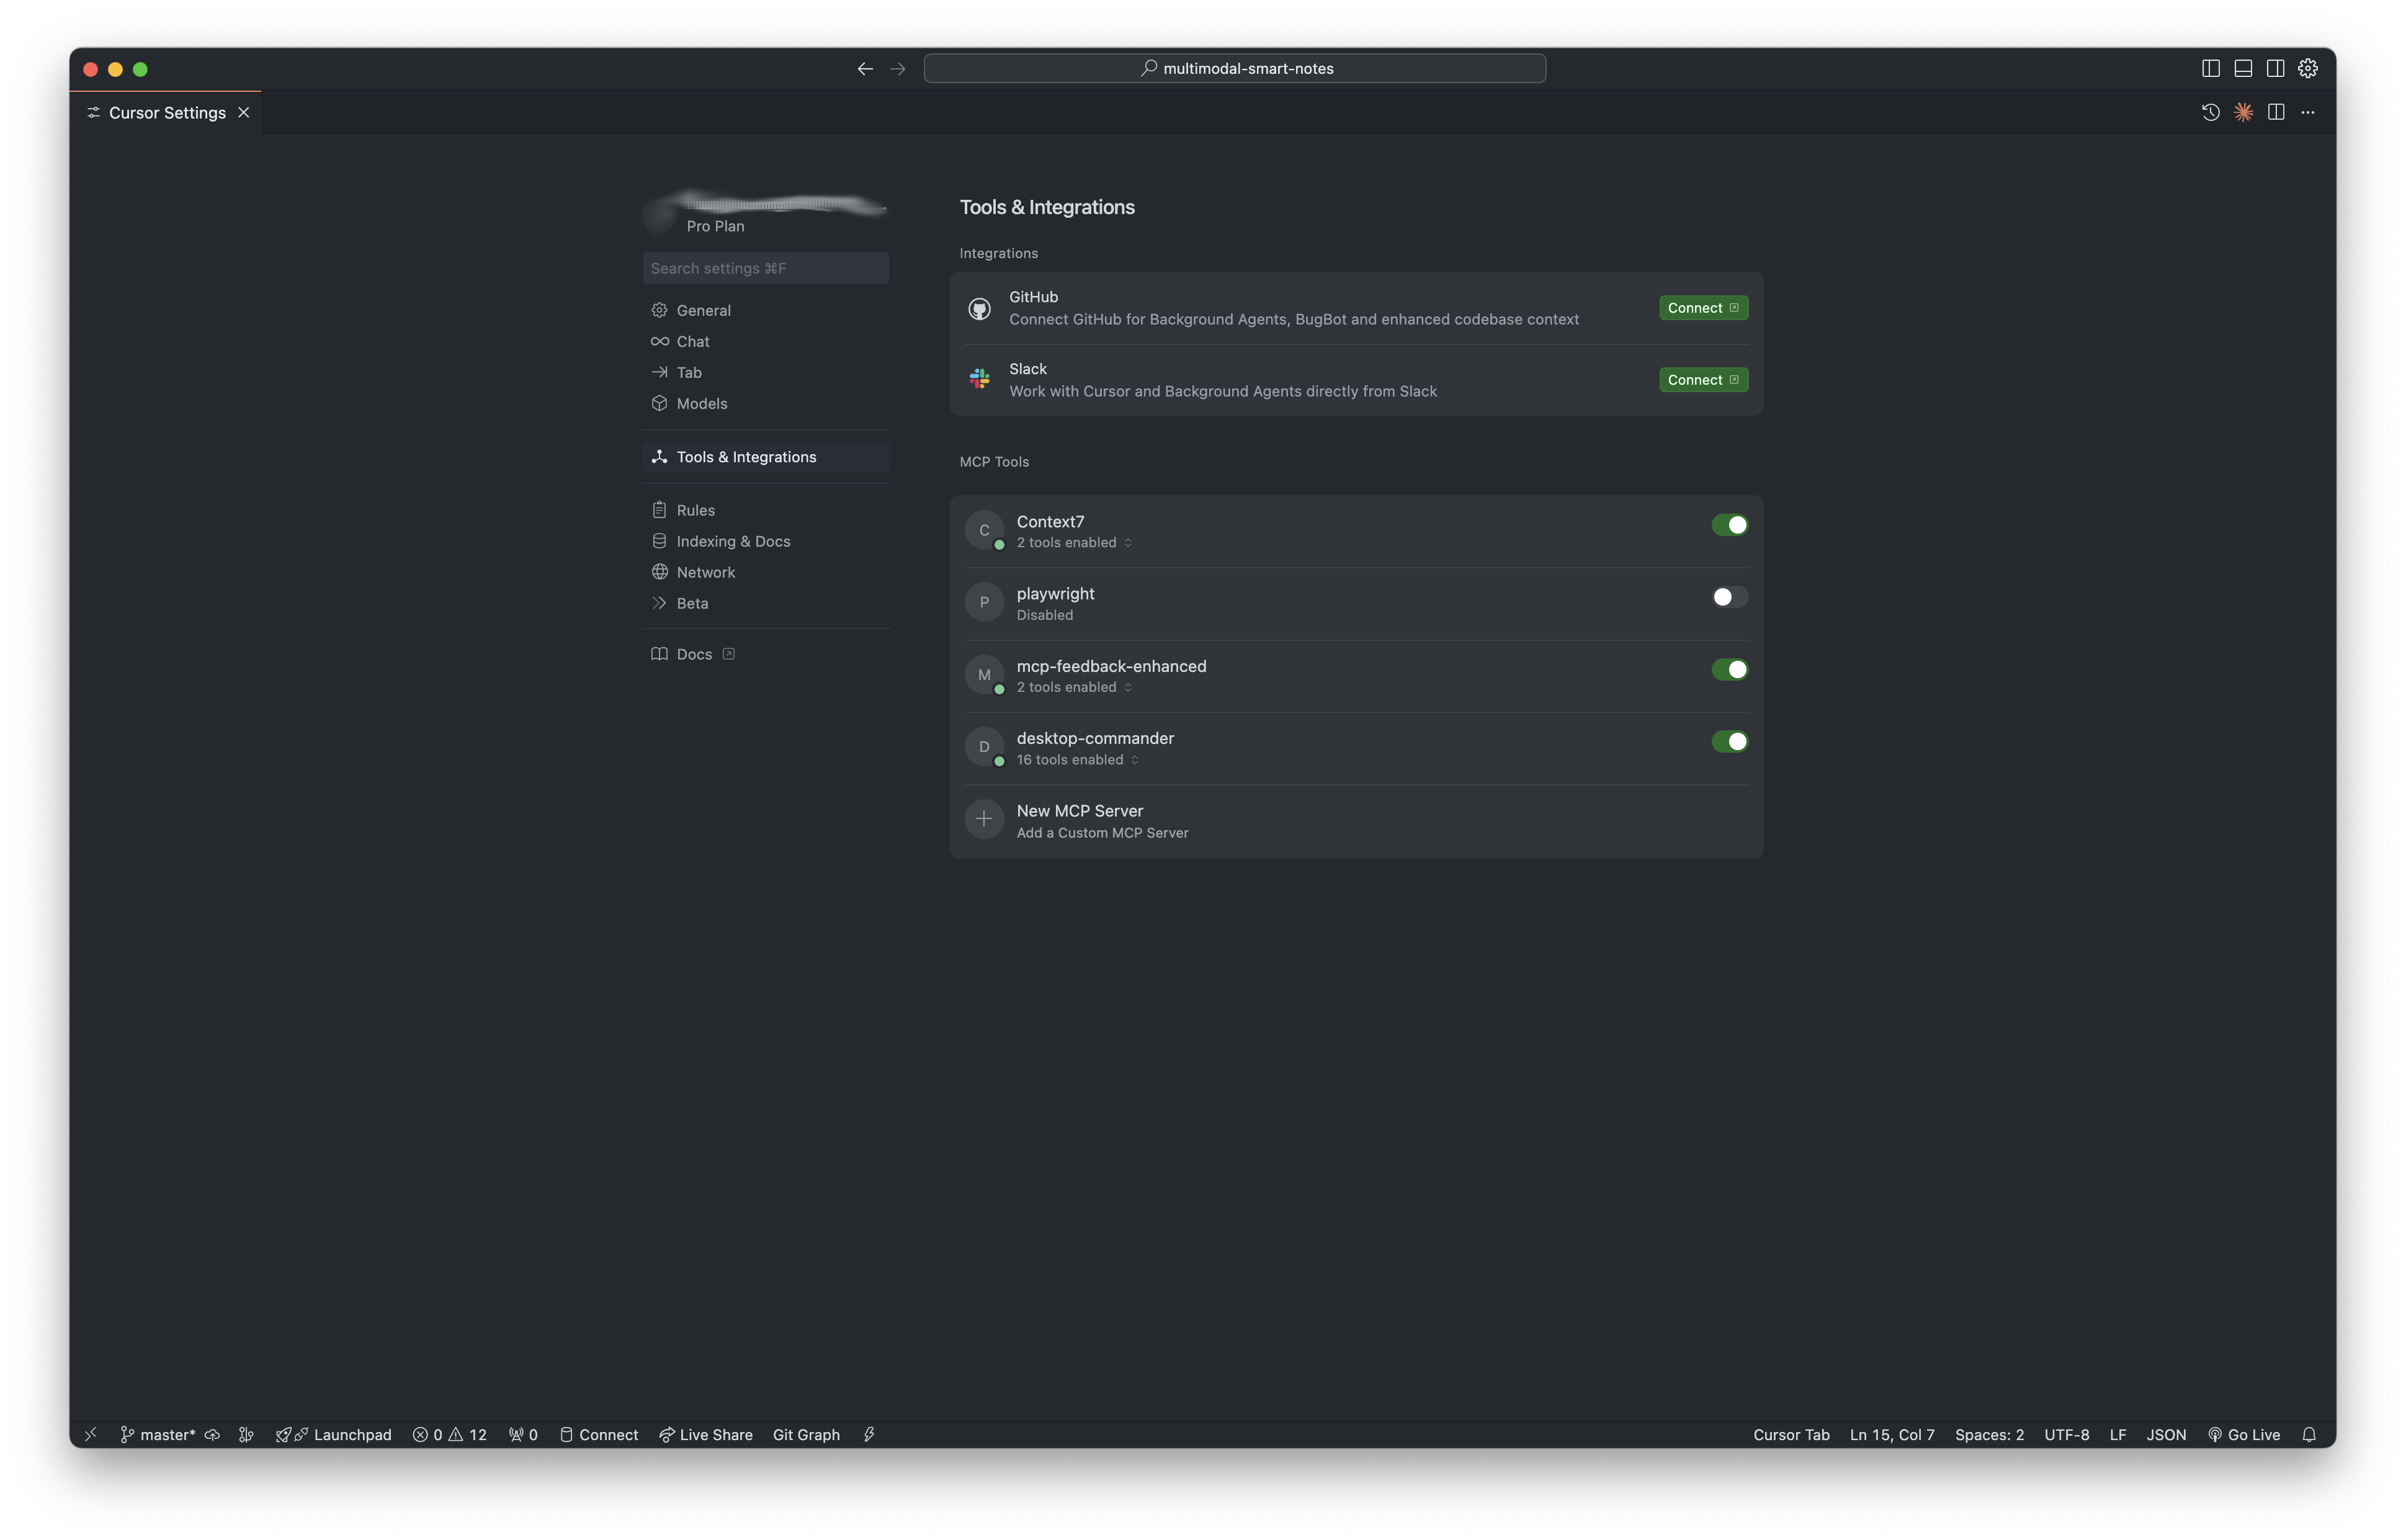 multimodal-smart-notes
Cursor Settings
Pro Plan
Search settings ⌘F
General
Chat
Tab
Models
Tools & Integrations
Rules
Indexing & Docs
Network
Beta
Docs
Tools & Integrations
Integrations
GitHub
Connect GitHub for Background Agents, BugBot and enhanced codebase context
Connect
Slack
Work with Cursor and Background Agents directly from Slack
Connect
MCP Tools
C
Context7
2 tools enabled
P
playwright
Disabled
M
mcp-feedback-enhanced
2 tools enabled
D
desktop-commander
16 tools enabled
New MCP Server
Add a Custom MCP Server
master* Launchpad 0 12 0 Connect Live Share Git Graph Cursor Tab Ln 15, Col 7 Spaces: 2 UTF-8 LF JSON Go Live